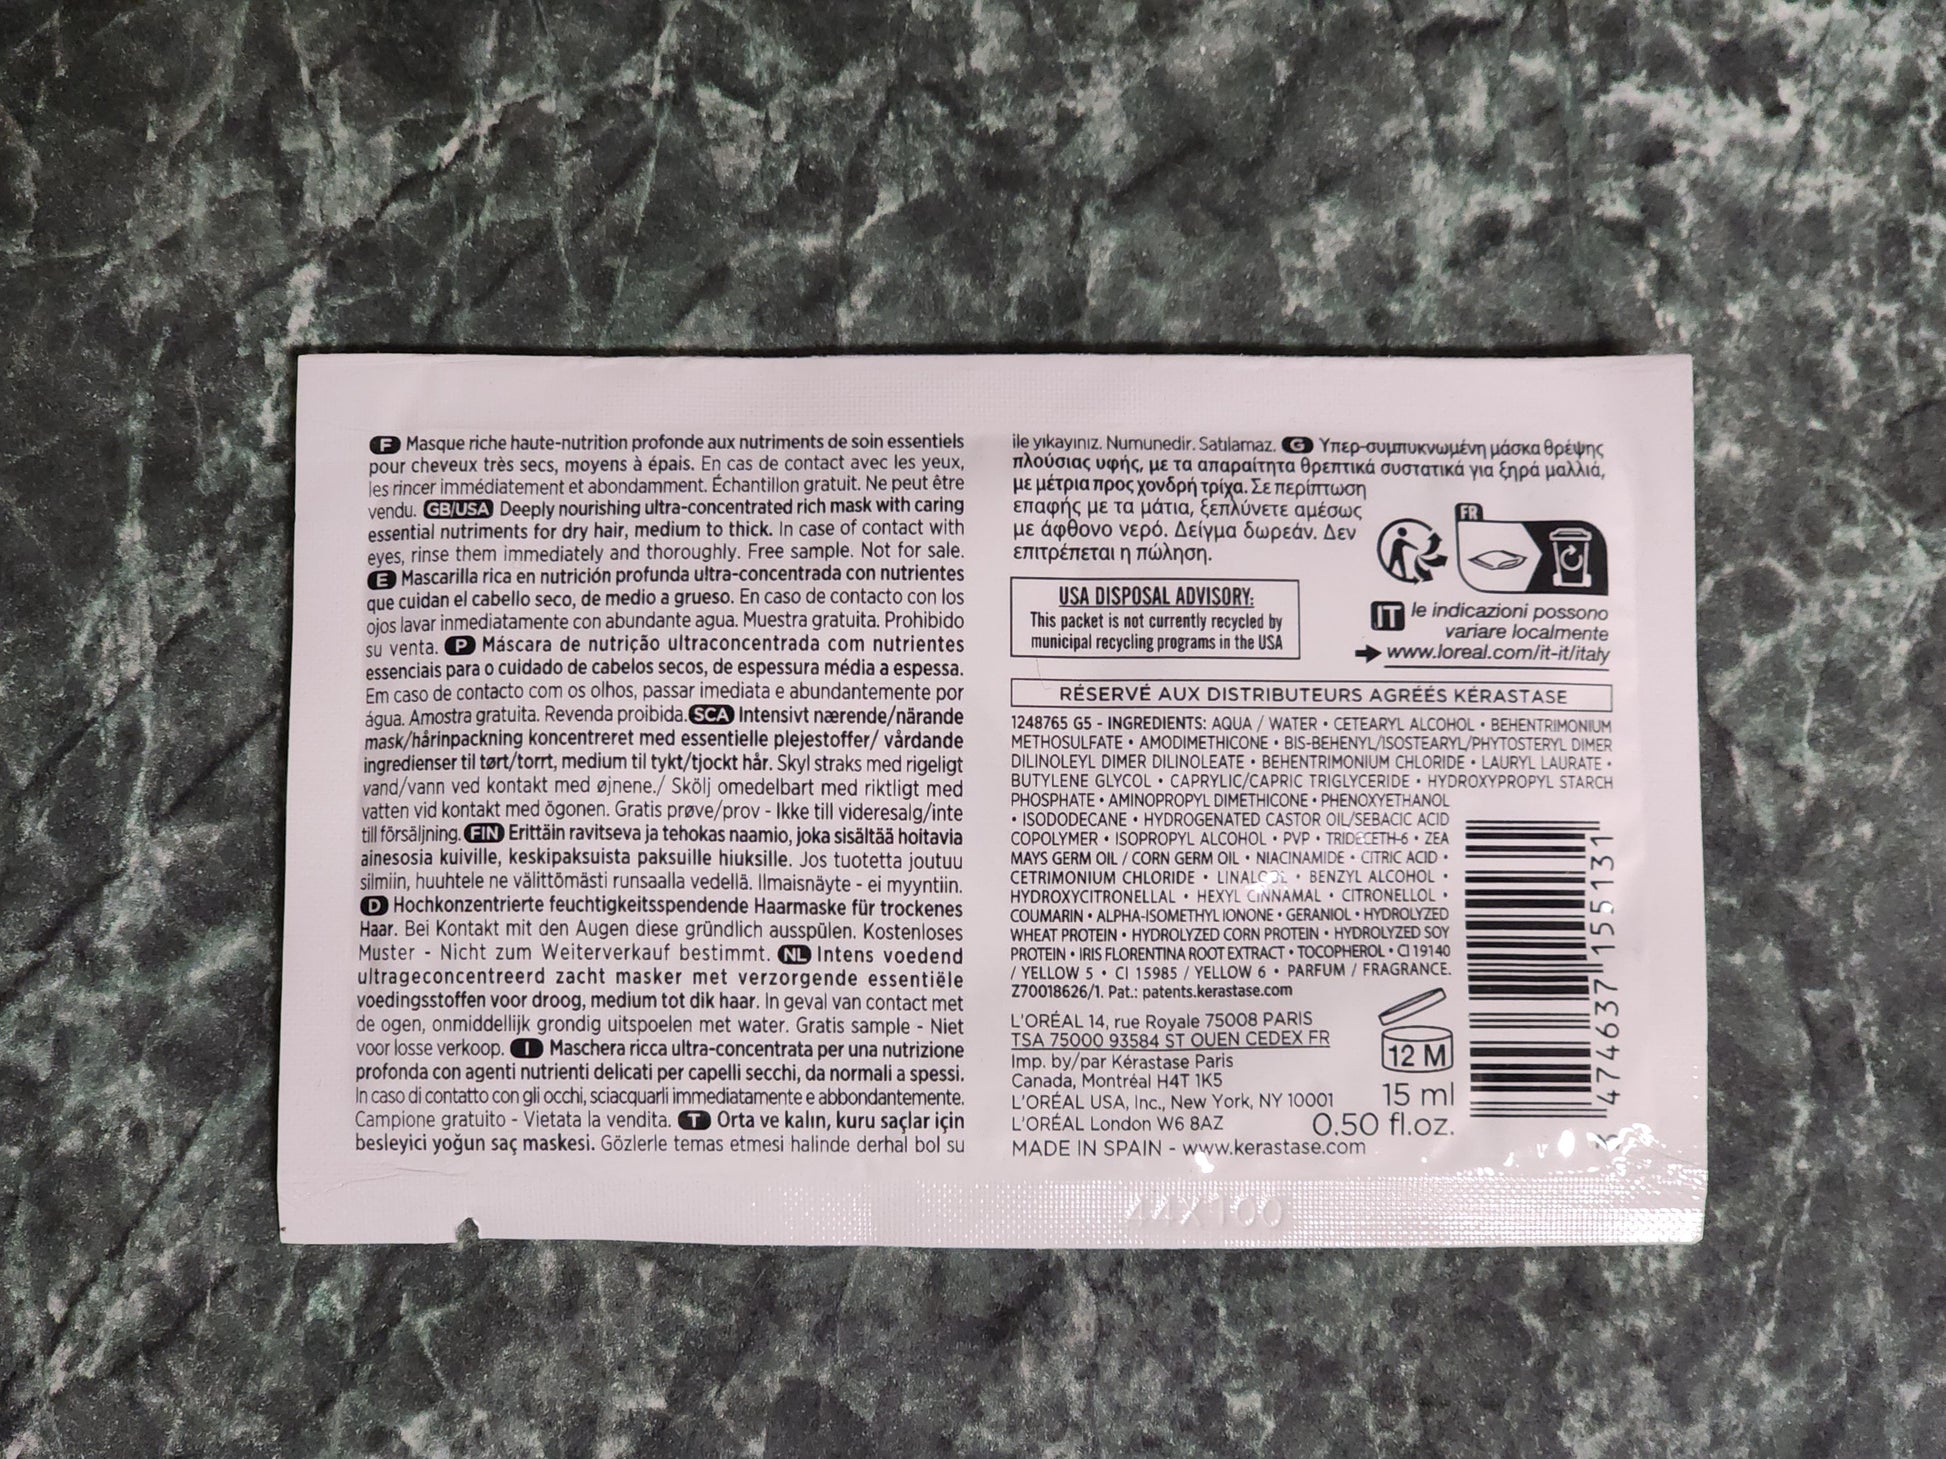 F Masque riche haute-nutrition profonde aux nutriments de soin essentiels
pour cheveux très secs, moyens à épais. En cas de contact avec les yeux,
les rincer immédiatement et abondamment. Échantillon gratuit. Ne peut être
vendu. GB/USA Deeply nourishing ultra-concentrated rich mask with caring
essential nutriments for dry hair, medium to thick. In case of contact with
eyes, rinse them immediately and thoroughly. Free sample. Not for sale.
E Mascarilla rica en nutrición profunda ultra-concentrada con nutrientes
que cuidan el cabello seco, de medio a grueso. En caso de contacto con los
ojos lavar inmediatamente con abundante agua. Muestra gratuita. Prohibido
su venta. P Máscara de nutrição ultraconcentrada com nutrientes
essenciais para o cuidado de cabelos secos, de espessura média a espessa.
Em caso de contacto com os olhos, passar imediata e abundantemente por
água. Amostra gratuita. Revenda proibida. SCA Intensivt nærende/närande
mask/hårinpackning koncentreret med essentielle plejestoffer/ vårdande
ingredienser til tørt/torrt, medium til tykt/tjockt hår. Skyl straks med rigeligt
vand/vann ved kontakt med øjnene./ Skölj omedelbart med riktligt med
vatten vid kontakt med ögonen. Gratis prøve/prov - Ikke till videresalg/inte
till försäljning. FIN Erittäin ravitseva ja tehokas naamio, joka sisältää hoitavia
ainesosia kuiville, keskipaksuista paksuille hiuksille. Jos tuotetta joutuu
silmiin, huuhtele ne välittömästi runsaalla vedellä. Ilmaisnäyte - ei myyntiin.
D Hochkonzentrierte feuchtigkeitsspendende Haarmaske für trockenes
Haar. Bei Kontakt mit den Augen diese gründlich ausspülen. Kostenloses
Muster - Nicht zum Weiterverkauf bestimmt. NL Intens voedend
ultrageconcentreerd zacht masker met verzorgende essentiële
voedingsstoffen voor droog, medium tot dik haar. In geval van contact met
de ogen, onmiddellijk grondig uitspoelen met water. Gratis sample - Niet
voor losse verkoop. I Maschera ricca ultra-concentrata per una nutrizione
profonda con agenti nutrienti delicati per capelli secchi, da normali a spessi.
In caso di contatto con gli occhi, sciacquarli immediatamente e abbondantemente.
Campione gratuito - Vietata la vendita. T Orta ve kalın, kuru saçlar için
besleyici yoğun saç maskesi. Gözlerle temas etmesi halinde derhal bol su
ile yıkayınız. Numunedir. Satılamaz. G Υπερ-συμπυκνωμένη μάσκα θρέψης
πλούσιας υφής, με τα απαραίτητα θρεπτικά συστατικά για ξηρά μαλλιά,
με μέτρια προς χονδρή τρίχα. Σε περίπτωση
επαφής με τα μάτια, ξεπλύνετε αμέσως
με άφθονο νερό. Δείγμα δωρεάν. Δεν
επιτρέπεται η πώληση.
FR
USA DISPOSAL ADVISORY:
This packet is not currently recycled by
municipal recycling programs in the USA
IT le indicazioni possono
variare localmente
www.loreal.com/it-it/italy
RÉSERVÉ AUX DISTRIBUTEURS AGRÉÉS KÉRASTASE
1248765 G5 - INGREDIENTS: AQUA / WATER • CETEARYL ALCOHOL • BEHENTRIMONIUM
METHOSULFATE • AMODIMETHICONE • BIS-BEHENYL/ISOSTEARYL/PHYTOSTERYL DIMER
DILINOLEYL DIMER DILINOLEATE • BEHENTRIMONIUM CHLORIDE • LAURYL LAURATE •
BUTYLENE GLYCOL • CAPRYLIC/CAPRIC TRIGLYCERIDE • HYDROXYPROPYL STARCH
PHOSPHATE • AMINOPROPYL DIMETHICONE • PHENOXYETHANOL
• ISODODECANE • HYDROGENATED CASTOR OIL/SEBACIC ACID
COPOLYMER • ISOPROPYL ALCOHOL • PVP • TRIDECETH-6 • ZEA
MAYS GERM OIL / CORN GERM OIL • NIACINAMIDE • CITRIC ACID •
CETRIMONIUM CHLORIDE • LINALOOL • BENZYL ALCOHOL •
HYDROXYCITRONELLAL • HEXYL CINNAMAL • CITRONELLOL •
COUMARIN • ALPHA-ISOMETHYL IONONE • GERANIOL • HYDROLYZED
WHEAT PROTEIN • HYDROLYZED CORN PROTEIN • HYDROLYZED SOY
PROTEIN • IRIS FLORENTINA ROOT EXTRACT • TOCOPHEROL • CI 19140
/ YELLOW 5 • CI 15985 / YELLOW 6 • PARFUM / FRAGRANCE.
Z70018626/1. Pat.: patents.kerastase.com
L'ORÉAL 14, rue Royale 75008 PARIS
TSA 75000 93584 ST OUEN CEDEX FR
Imp. by/par Kérastase Paris
Canada, Montréal H4T 1K5
L'ORÉAL USA, Inc., New York, NY 10001
L'ORÉAL London W6 8AZ
MADE IN SPAIN - www.kerastase.com
12 M
15 ml
0.50 fl.oz.
3 474637 155131
44X100